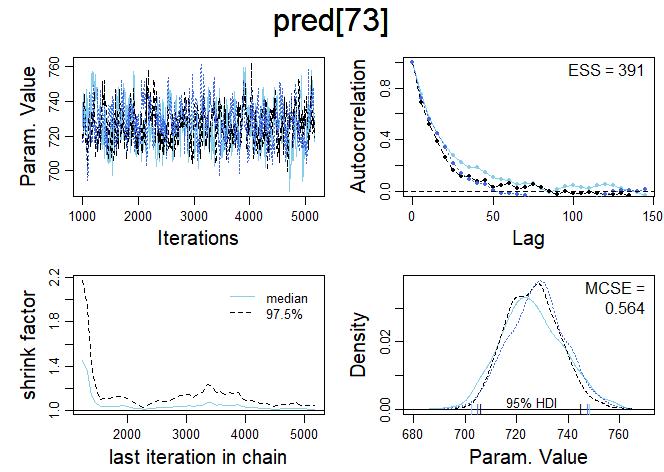 pred[73]
Param. Value
700 720 740 760
1000 2000 3000 4000 5000
Iterations
Autocorrelation
0.0 0.4 0.8
ESS = 391
0 50 100 150
Lag
shrink factor
1.0 1.4 1.8 2.2
median
97.5%
2000 3000 4000 5000
last iteration in chain
Density
0.00 0.02
MCSE =
0.564
95% HDI
680 700 720 740 760
Param. Value